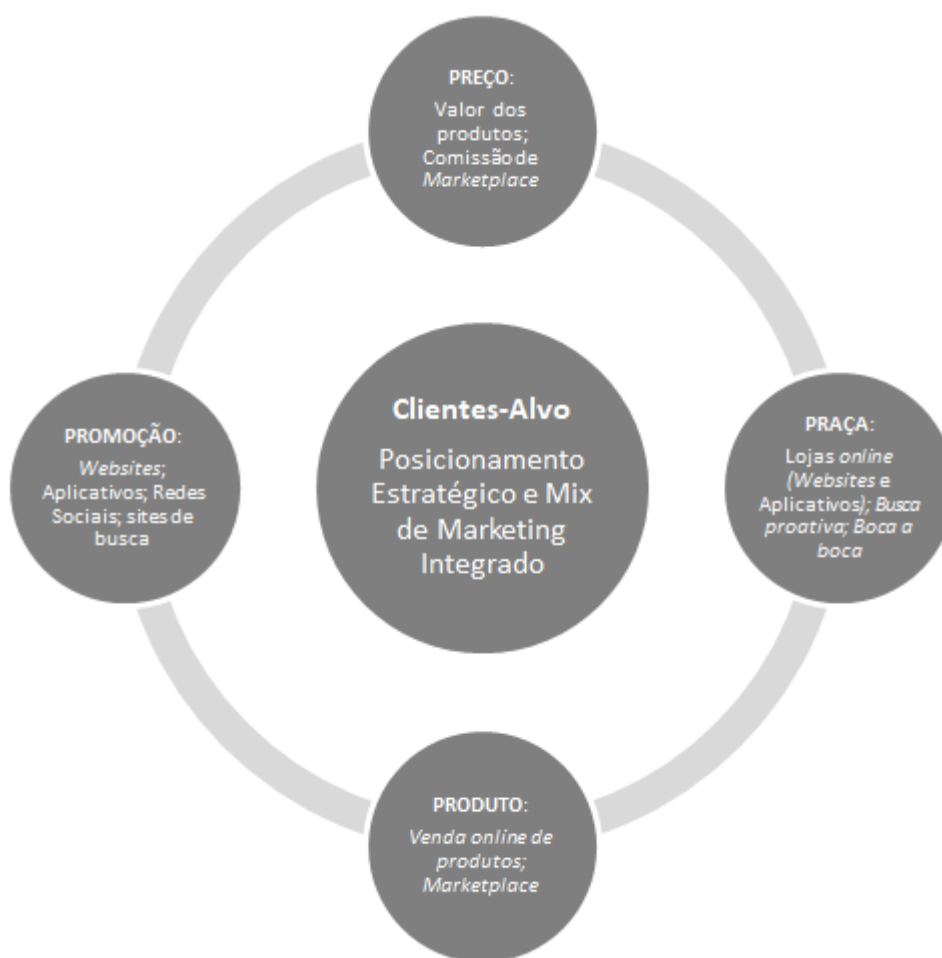 PREÇO:
Valor dos
produtos;
Comissão de
Marketplace
Clientes-Alvo
Posicionamento
Estratégico e Mix
de Marketing
Integrado
PROMOÇÃO:
Websites;
Aplicativos; Redes
Sociais; sites de
busca
PRAÇA:
Lojas online
(Websites e
Aplicativos); Busca
proativa; Boca a
boca
PRODUTO:
Venda online de
produtos;
Marketplace